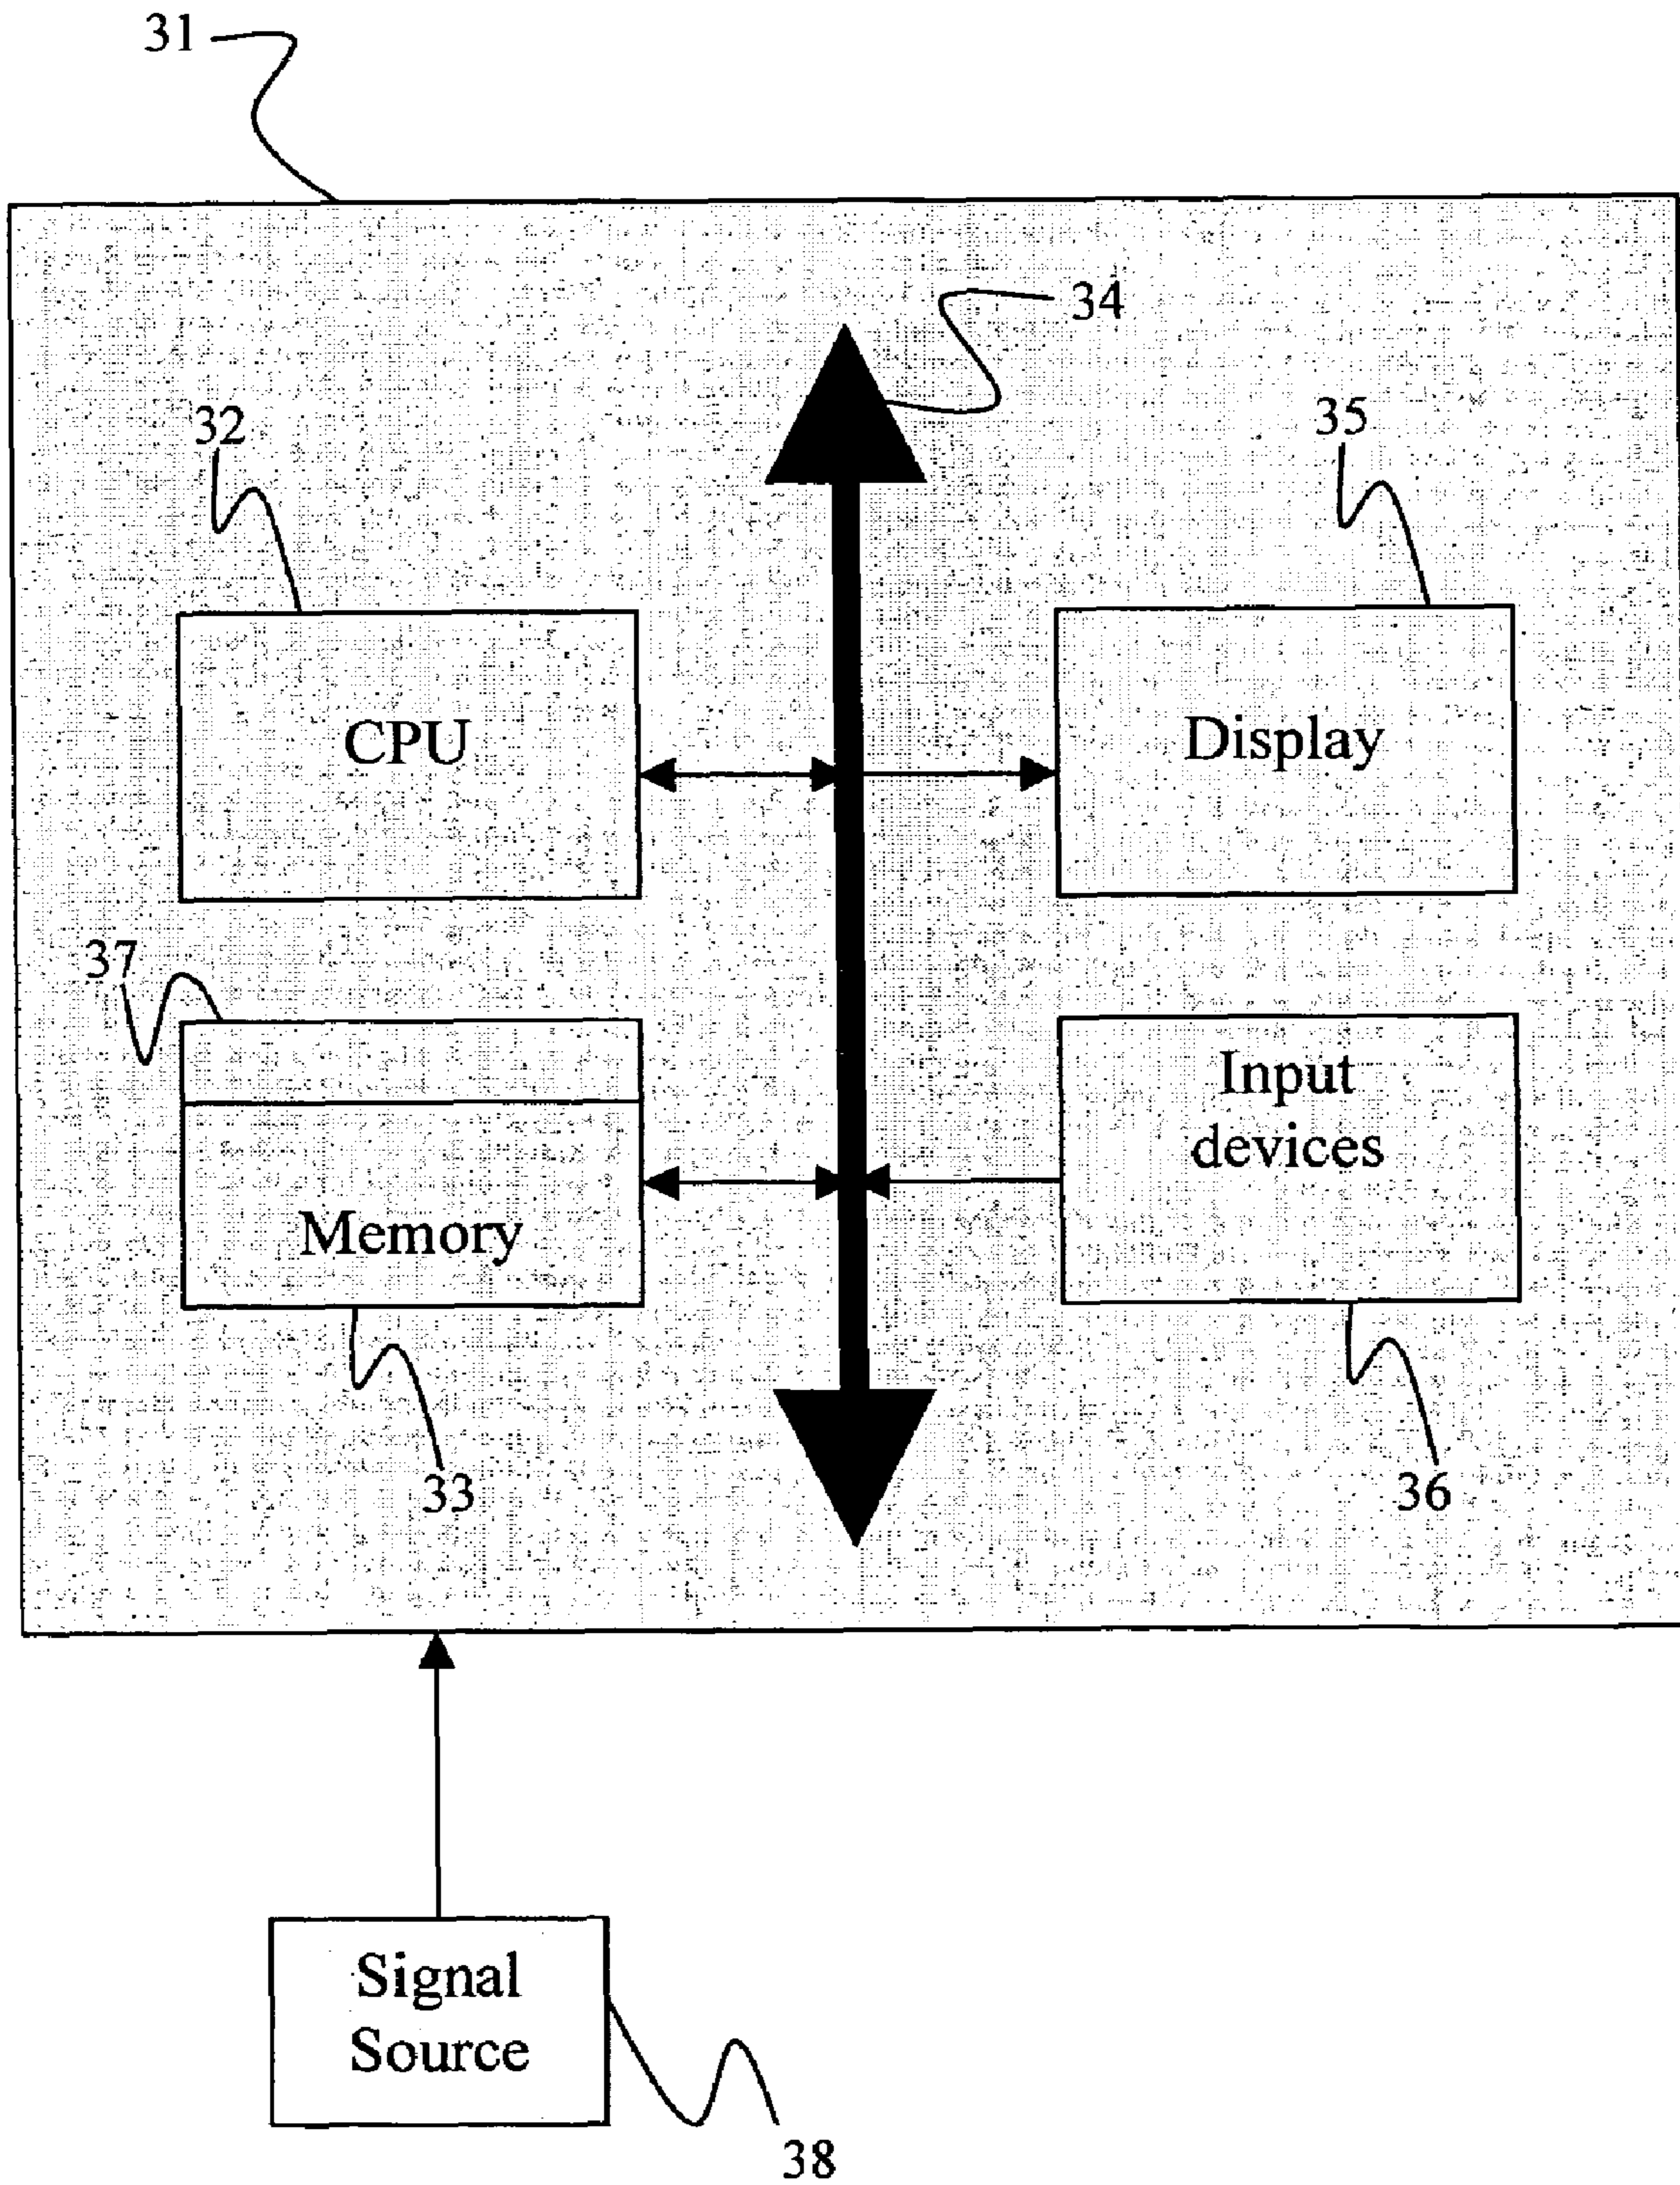 31
34
32
35
CPU
Display
37
Input
devices
Memory
33
36
Signal
Source
38